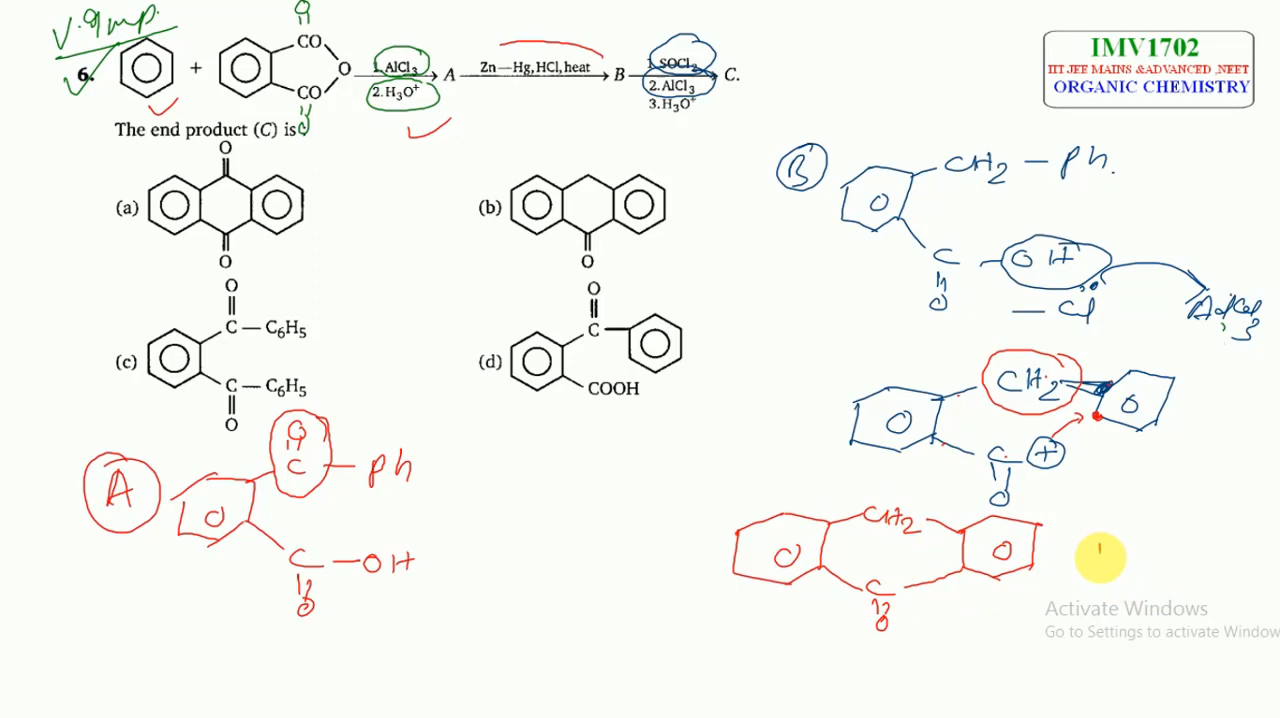 V. Imp.
6. + CO O CO 1. AlCl3 2. H3O+ A Zn—Hg, HCl, heat B 1. SOCl2 2. AlCl3 3. H3O+ C.
O
O
The end product (C) is
IMV1702
IIT JEE MAINS &ADVANCED ,NEET
ORGANIC CHEMISTRY
(a) O O
(b) O
(c) O C—C6H5 C—C6H5 O
(d) O C COOH
A O C — Ph
C — OH
O
B CH2 — Ph.
C — OH
O — Cl AlCl3
CH2
C +
O
CH2
C
O
Activate Windows
Go to Settings to activate Window